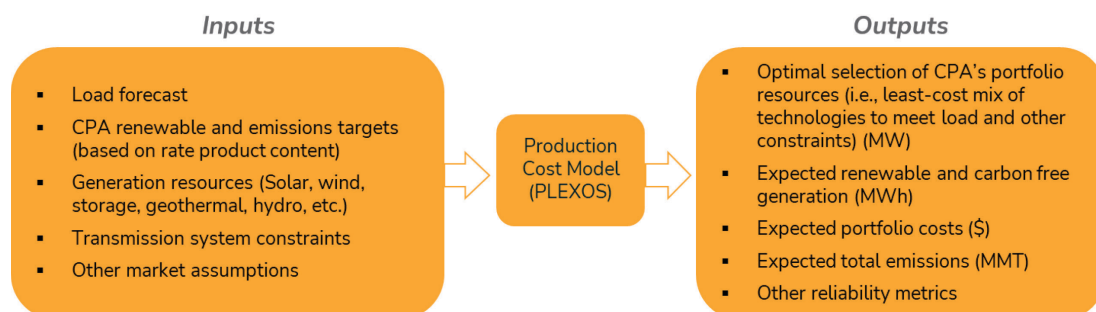 Inputs
▪ Load forecast
▪ CPA renewable and emissions targets
(based on rate product content)
▪ Generation resources (Solar, wind,
storage, geothermal, hydro, etc.)
▪ Transmission system constraints
▪ Other market assumptions
Production
Cost Model
(PLEXOS)
Outputs
▪ Optimal selection of CPA’s portfolio
resources (i.e., least-cost mix of
technologies to meet load and other
constraints) (MW)
▪ Expected renewable and carbon free
generation (MWh)
▪ Expected portfolio costs ($)
▪ Expected total emissions (MMT)
▪ Other reliability metrics